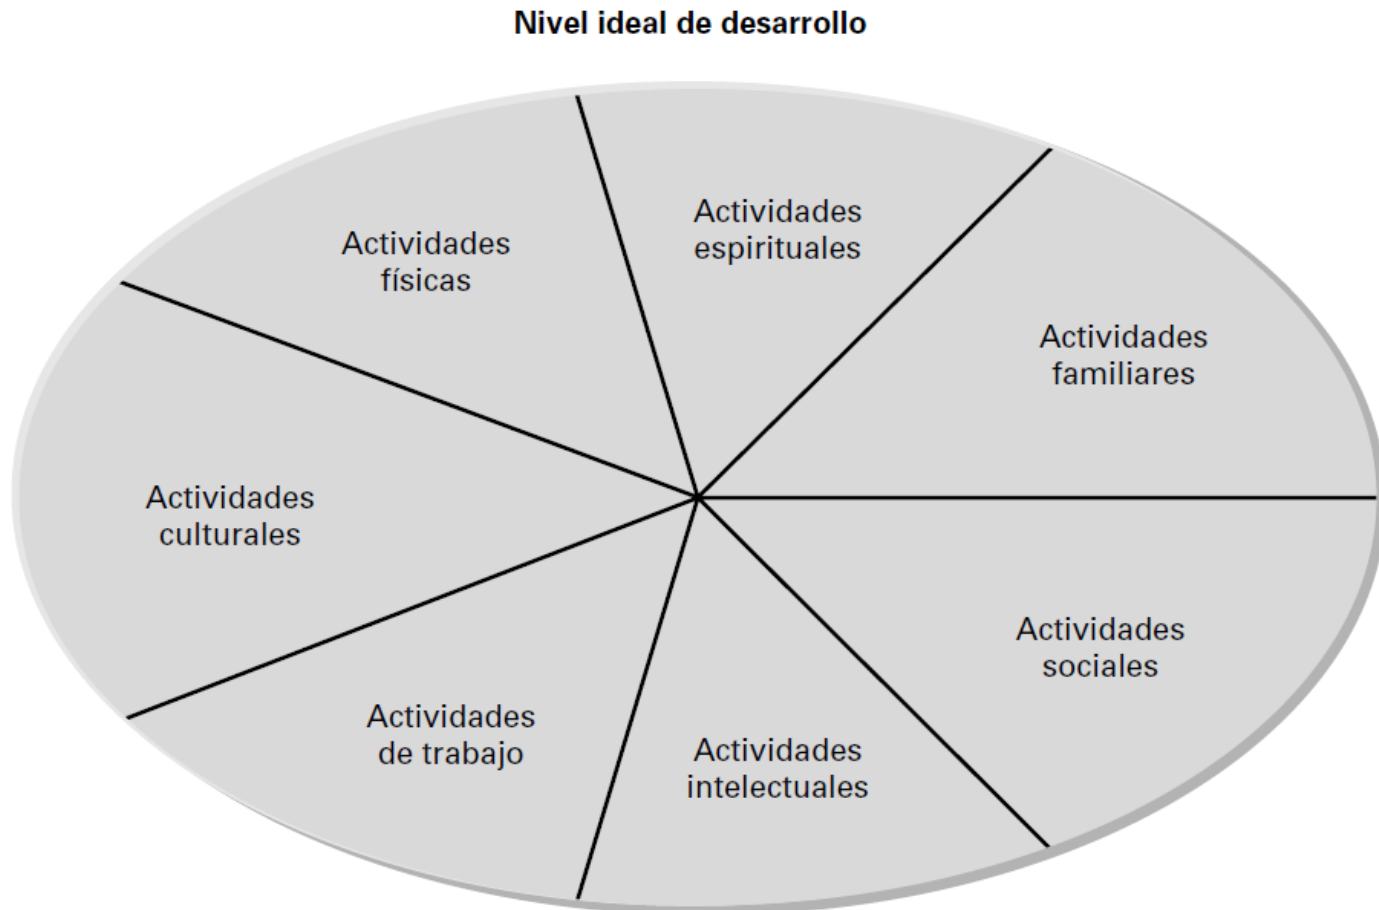 Nivel ideal de desarrollo
Actividades
espirituales
Actividades
físicas
Actividades
familiares
Actividades
culturales
Actividades
sociales
Actividades
de trabajo
Actividades
intelectuales